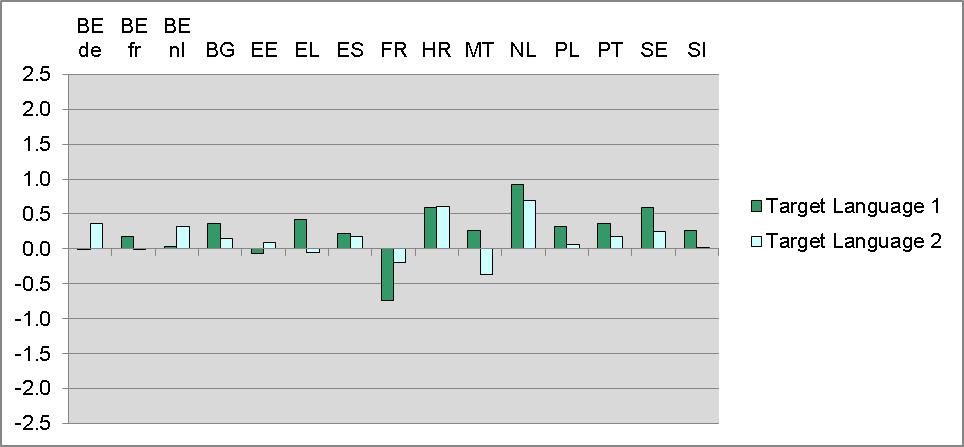 BE BE BE
de fr nl BG EE EL ES FR HR MT NL PL PT SE SI
2.5
2.0
1.5
1.0
0.5
0.0
-0.5
-1.0
-1.5
-2.0
-2.5
Target Language 1
Target Language 2